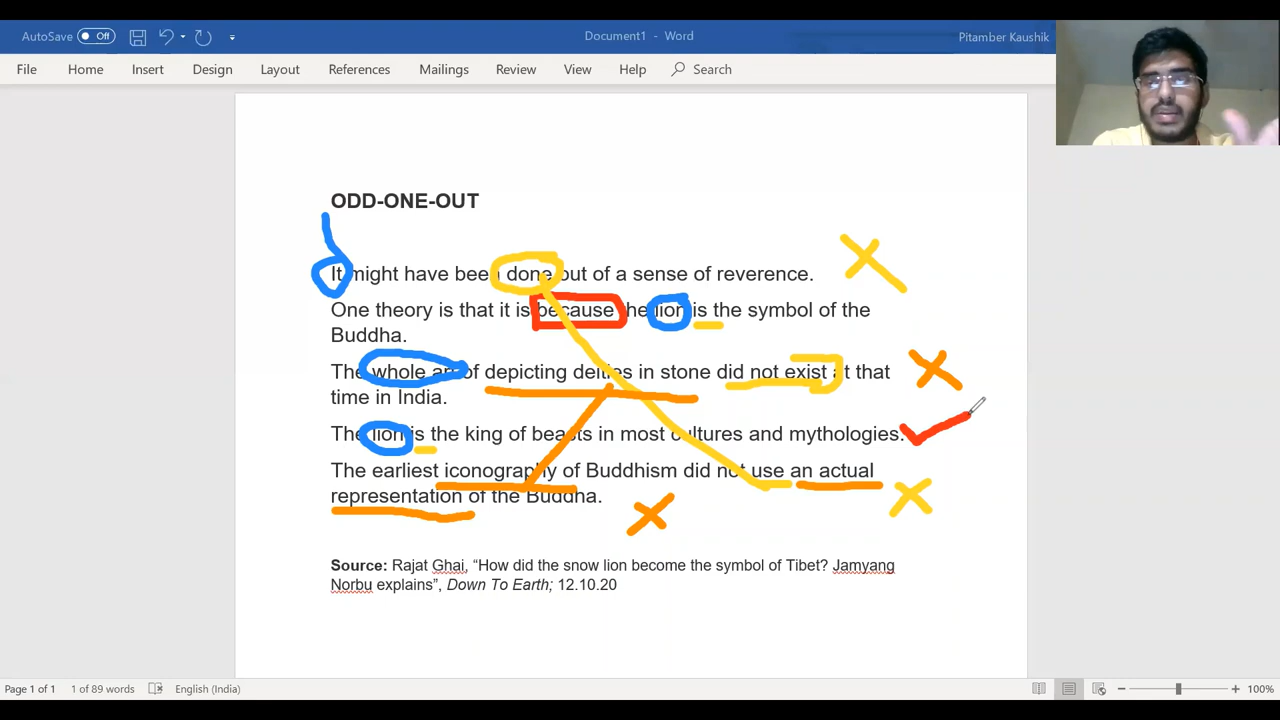 AutoSave Off Document1 - Word Pitamber Kaushik
File Home Insert Design Layout References Mailings Review View Help Search
ODD-ONE-OUT
It might have been done out of a sense of reverence.
One theory is that it is because the lion is the symbol of the
Buddha.
The whole art of depicting deities in stone did not exist at that
time in India.
The lion is the king of beasts in most cultures and mythologies.
The earliest iconography of Buddhism did not use an actual
representation of the Buddha.
Source: Rajat Ghai, “How did the snow lion become the symbol of Tibet? Jamyang
Norbu explains”, Down To Earth; 12.10.20
Page 1 of 1 1 of 89 words English (India) 100%